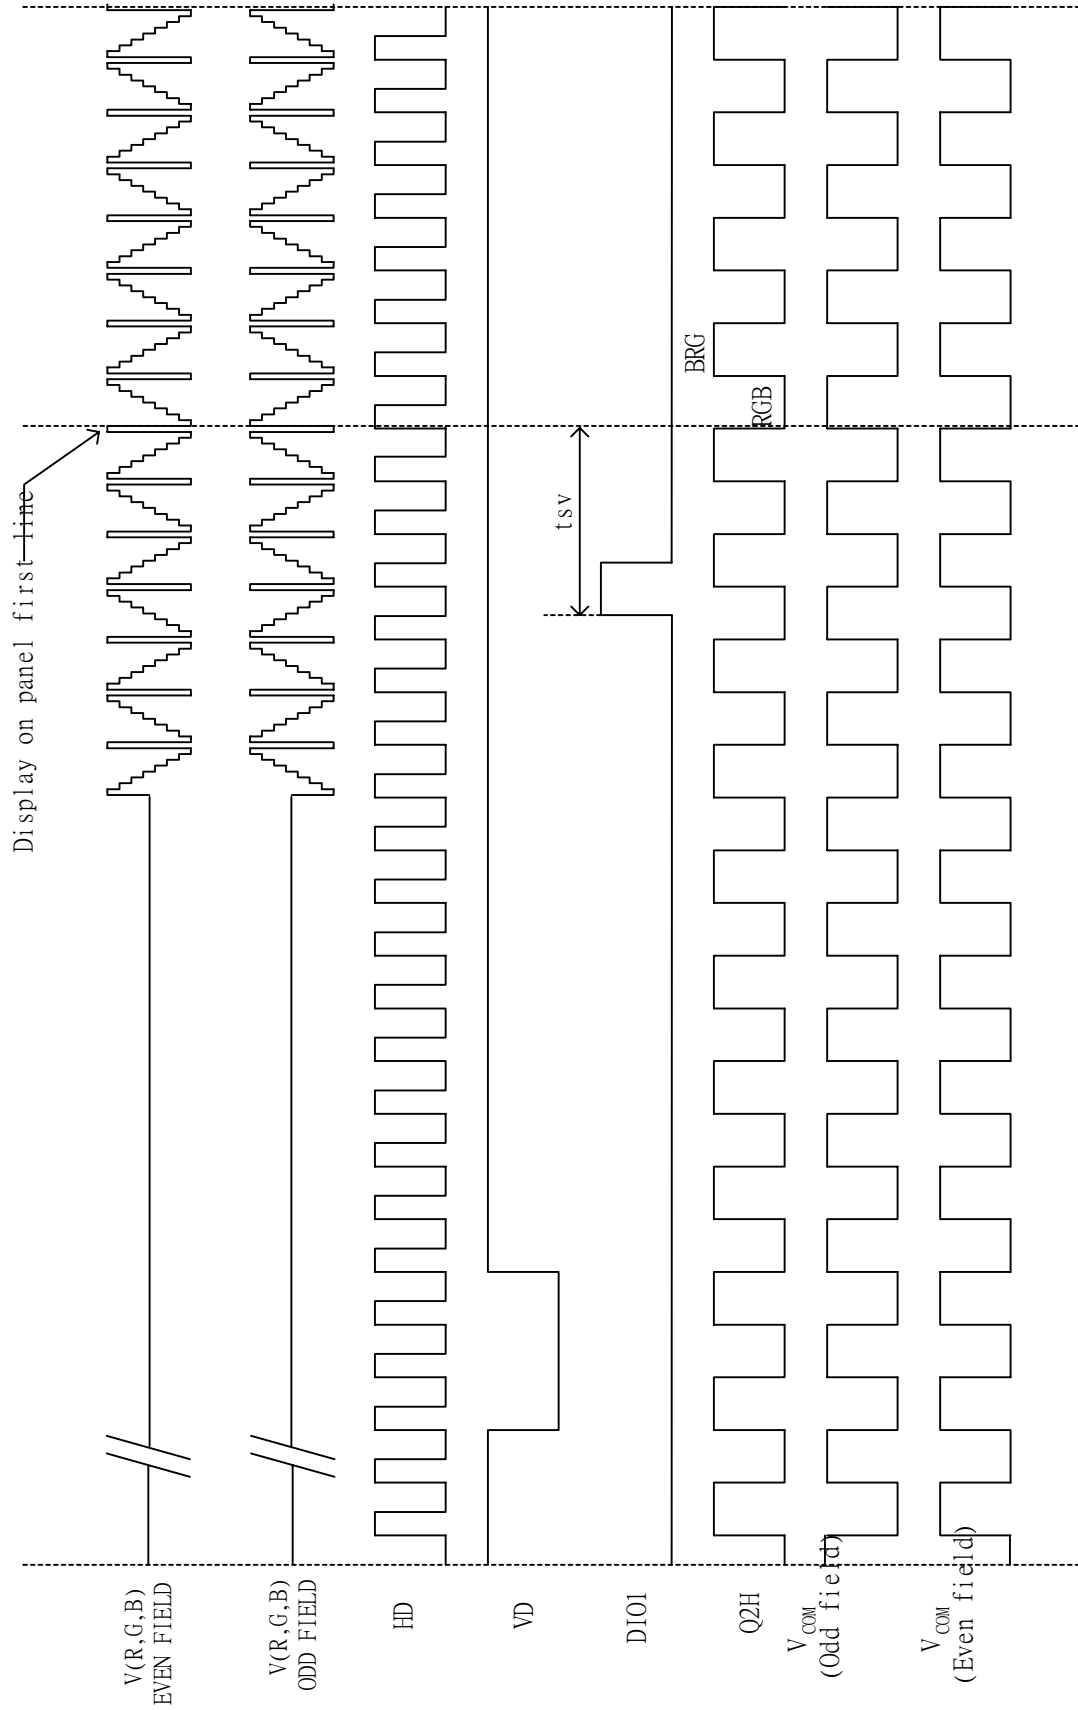 Display on panel first line
tsv
BRG
RGB
V(R,G,B)
EVEN FIELD
V(R,G,B)
ODD FIELD
HD
VD
DIO1
Q2H
VCOM
(Odd field)
VCOM
(Even field)